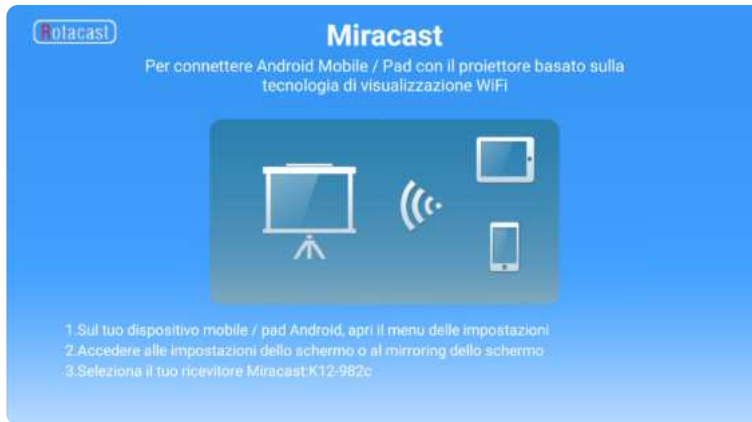 Rotacast
Miracast
Per connettere Android Mobile / Pad con il proiettore basato sulla
tecnologia di visualizzazione WiFi
1.Sul tuo dispositivo mobile / pad Android, apri il menu delle impostazioni
2.Accedere alle impostazioni dello schermo o al mirroring dello schermo
3.Seleziona il tuo ricevitore Miracast:K12-982c